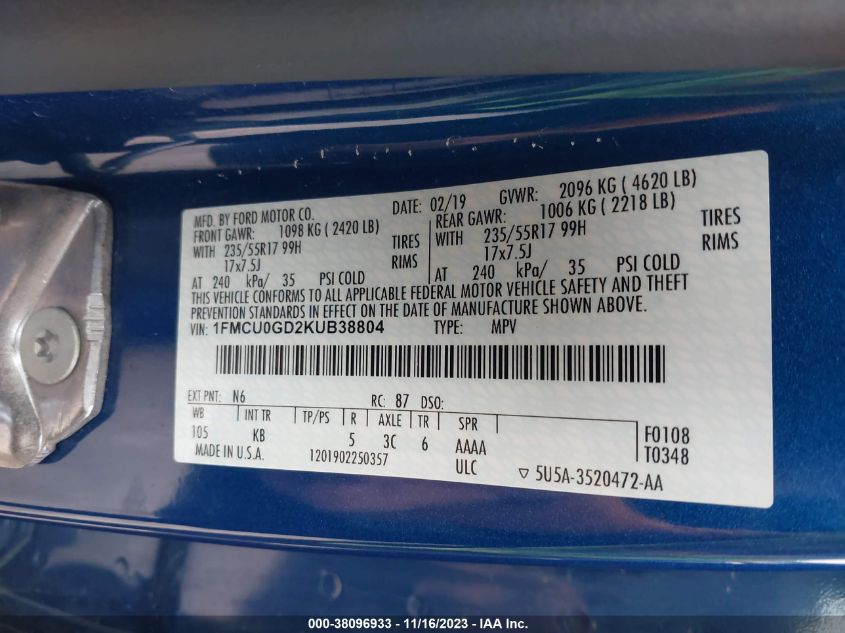 MFD. BY FORD MOTOR CO. DATE: 02/19 GVWR: 2096 KG ( 4620 LB)
FRONT GAWR: 1098 KG ( 2420 LB) REAR GAWR: 1006 KG ( 2218 LB)
WITH 235/55R17 99H TIRES WITH 235/55R17 99H TIRES
17x7.5J RIMS 17x7.5J RIMS
AT 240 kPa/ 35 PSI COLD AT 240 kPa/ 35 PSI COLD
THIS VEHICLE CONFORMS TO ALL APPLICABLE FEDERAL MOTOR VEHICLE SAFETY AND THEFT
PREVENTION STANDARDS IN EFFECT ON THE DATE OF MANUFACTURE SHOWN ABOVE.
VIN: 1FMCU0GD2KUB38804 TYPE: MPV
EXT PNT: N6 RC: 87 DSO:
WB INT TR TP/PS R AXLE TR SPR
105 KB 5 3C 6 AAAA F0108
MADE IN U.S.A. 1201902250357 ULC T0348
▽ 5U5A-3520472-AA
000-38096933 - 11/16/2023 - IAA Inc.